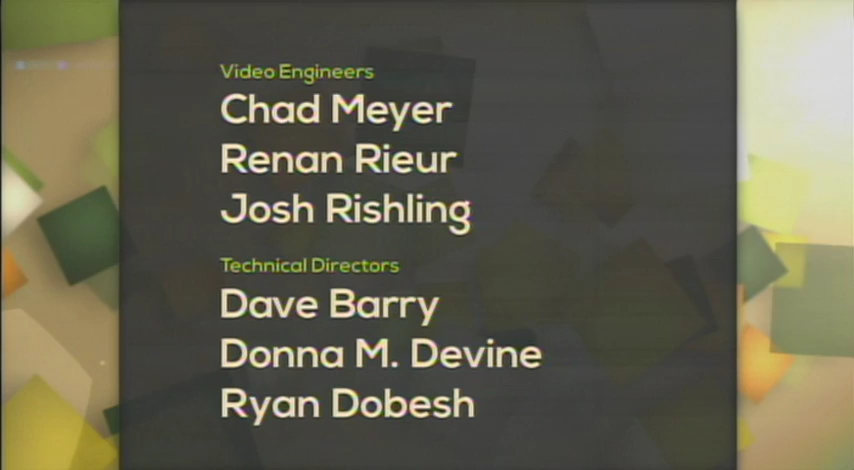 Video Engineers
Chad Meyer
Renan Rieur
Josh Rishling
Technical Directors
Dave Barry
Donna M. Devine
Ryan Dobesh